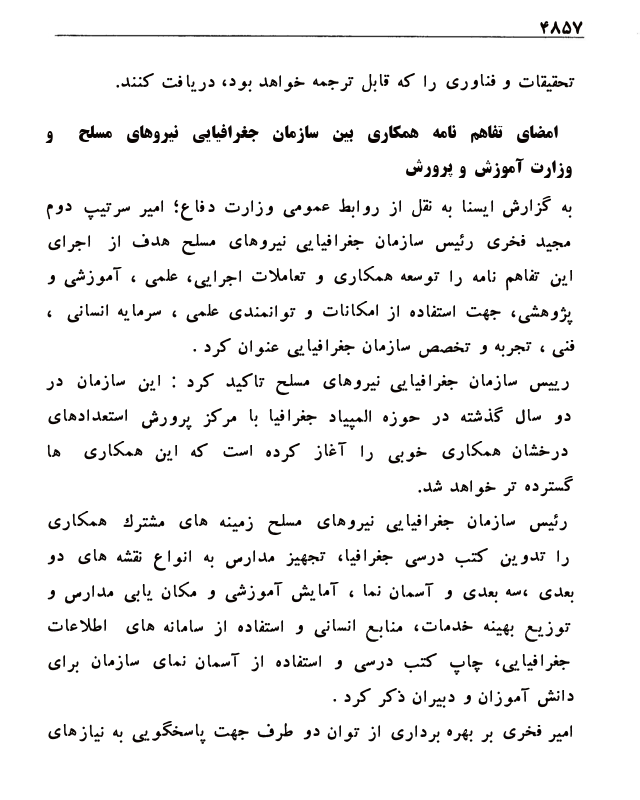 ۴۸۵۷
تحقیقات و فناوری را که قابل ترجمه خواهد بود، دریافت کنند.
امضای تفاهم نامه همکاری بین سازمان جغرافیایی نیروهای مسلح و
وزارت آموزش و پرورش
به گزارش ایسنا به نقل از روابط عمومی وزارت دفاع؛ امیر سرتیپ دوم
مجید فخری رئیس سازمان جغرافیایی نیروهای مسلح هدف از اجرای
این تفاهم نامه را توسعه همکاری و تعاملات اجرایی، علمی ، آموزشی و
پژوهشی، جهت استفاده از امکانات و توانمندی علمی ، سرمایه انسانی ،
فنی ، تجربه و تخصص سازمان جغرافیایی عنوان کرد .
رییس سازمان جغرافیایی نیروهای مسلح تاکید کرد : این سازمان در
دو سال گذشته در حوزه المپیاد جغرافیا با مرکز پرورش استعدادهای
درخشان همکاری خوبی را آغاز کرده است که این همکاری ها
گسترده تر خواهد شد.
رئیس سازمان جغرافیایی نیروهای مسلح زمینه های مشترك همکاری
را تدوین کتب درسی جغرافیا، تجهیز مدارس به انواع نقشه های دو
بعدی ،سه بعدی و آسمان نما ، آمایش آموزشی و مکان یابی مدارس و
توزیع بهینه خدمات، منابع انسانی و استفاده از سامانه های اطلاعات
جغرافیایی، چاپ کتب درسی و استفاده از آسمان نمای سازمان برای
دانش آموزان و دبیران ذکر کرد .
امیر فخری بر بهره برداری از توان دو طرف جهت پاسخگویی به نیازهای